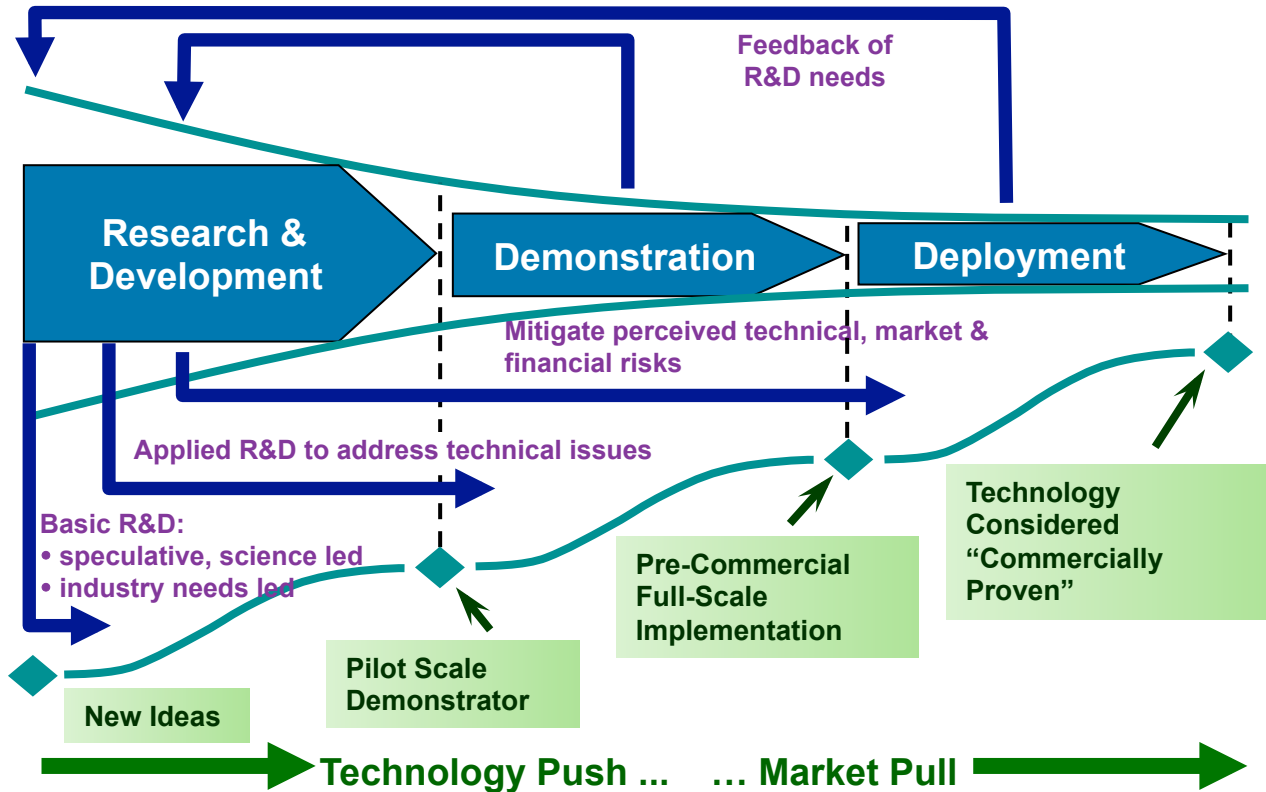 Feedback of
R&D needs
Research &
Development
Demonstration
Deployment
Mitigate perceived technical, market &
financial risks
Applied R&D to address technical issues
Basic R&D:
• speculative, science led
• industry needs led
Technology
Considered
“Commercially
Proven”
Pre-Commercial
Full-Scale
Implementation
Pilot Scale
Demonstrator
New Ideas
Technology Push ... … Market Pull